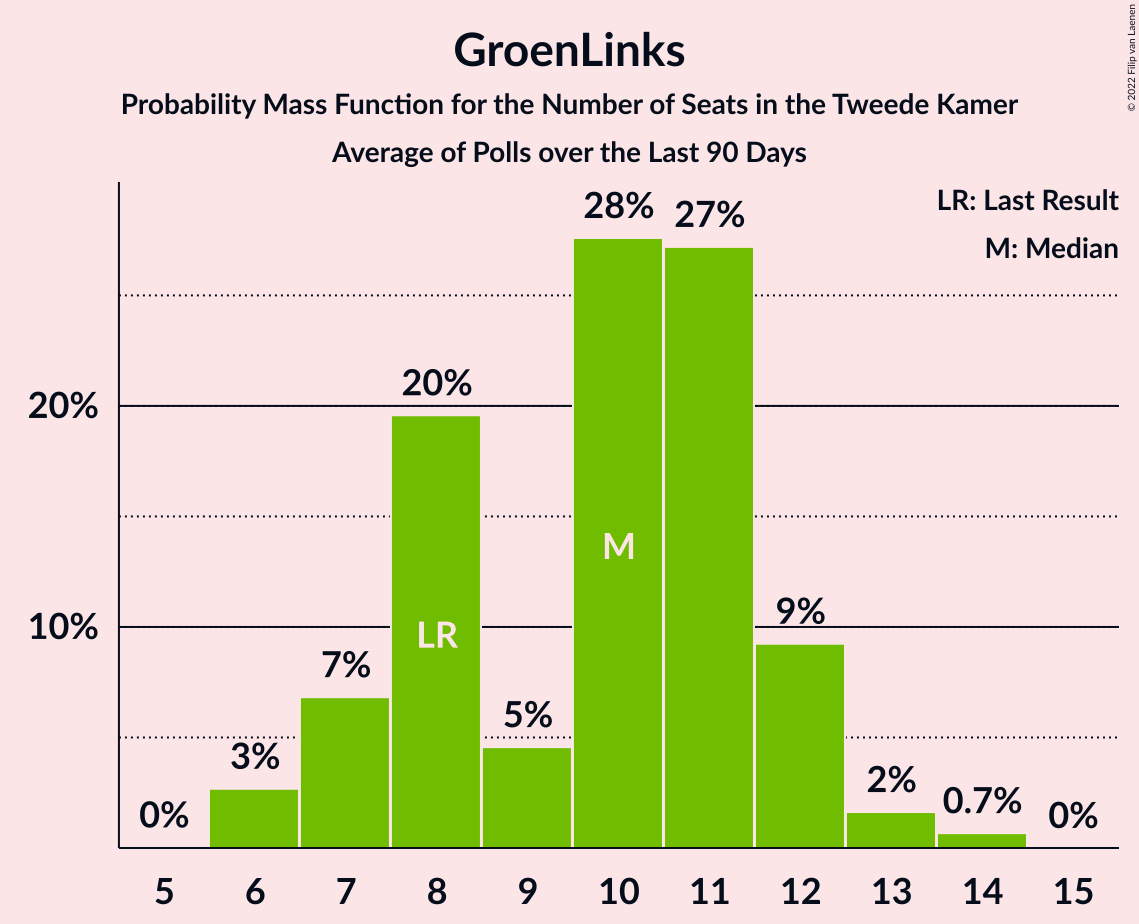 GroenLinks
Probability Mass Function for the Number of Seats in the Tweede Kamer
Average of Polls over the Last 90 Days
© 2022 Filip van Laenen
LR: Last Result
M: Median
20%
10%
0%
3%
7%
20%
5%
28%
27%
9%
2%
0.7%
0%
LR
M
5 6 7 8 9 10 11 12 13 14 15